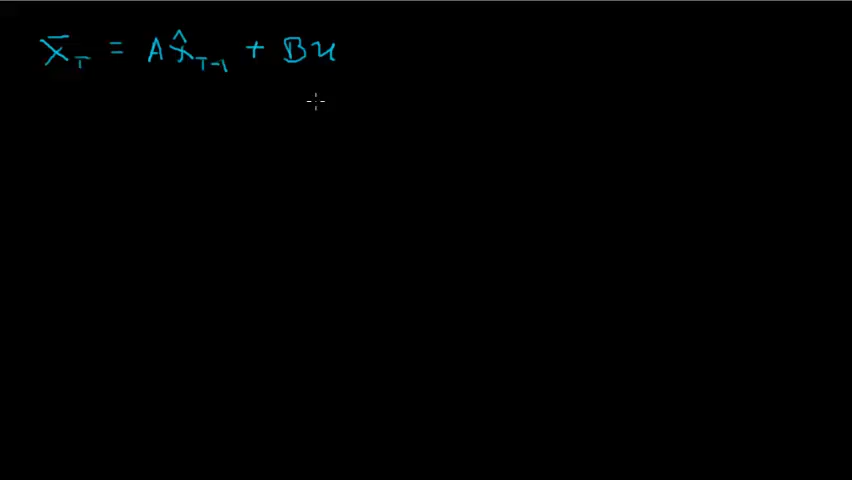 x̄_T = A x̂_{T-1} + Bu